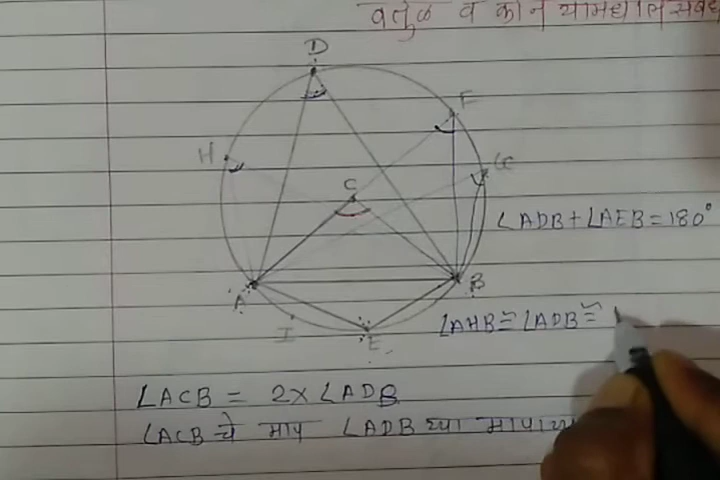 वर्तुळ व कोन यामधील संबंध
D
F
H
G
C
∠ADB+∠AEB=180°
A
B
I
E
∠AHB≅∠ADB≅
∠ACB = 2×∠ADB
∠ACB चे माप ∠ADB च्या